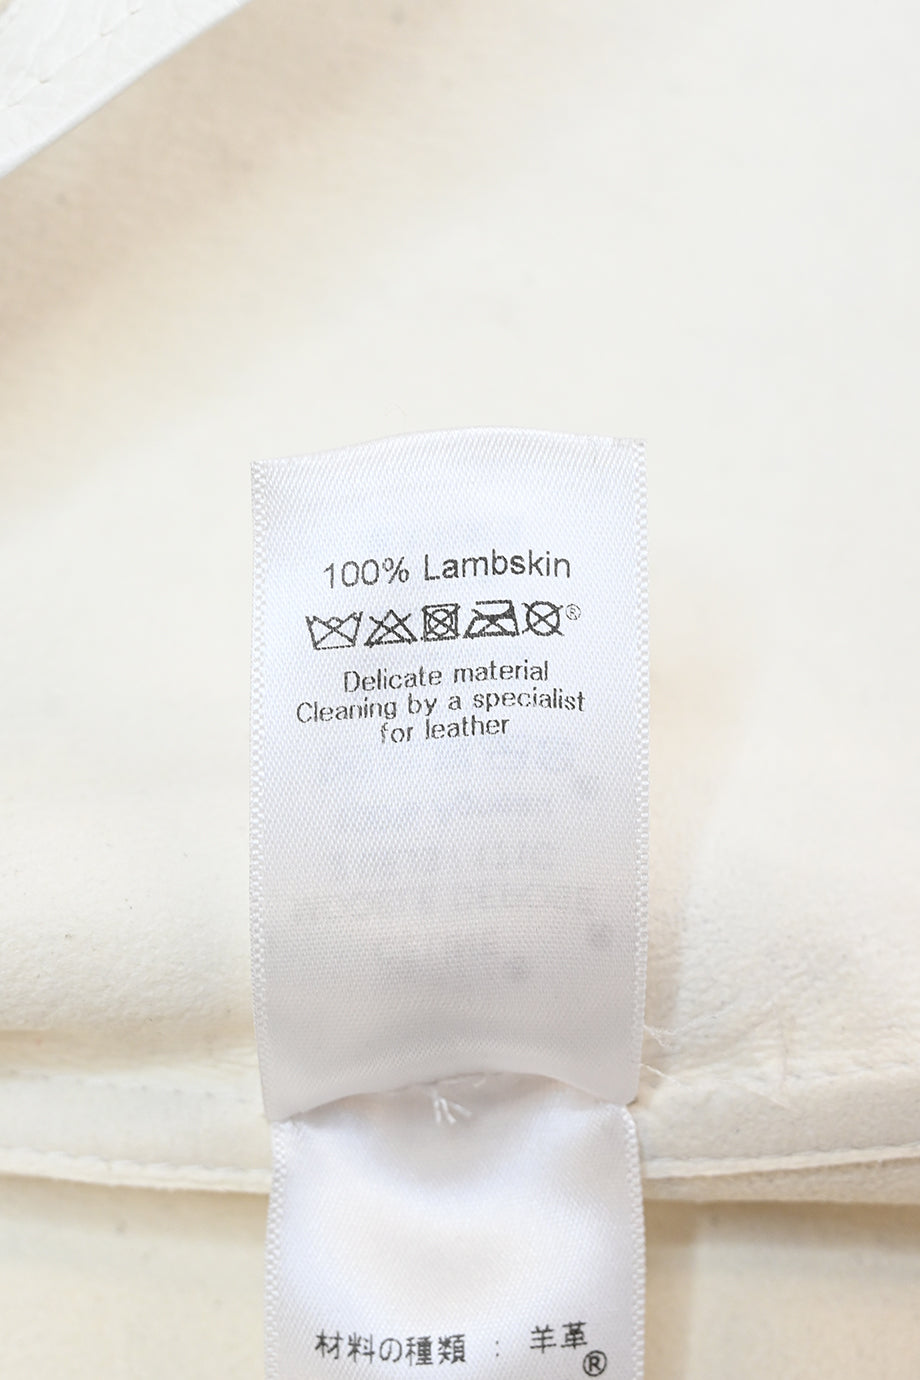 100% Lambskin
®
Delicate material
Cleaning by a specialist
for leather
材料の種類 : 羊革
®